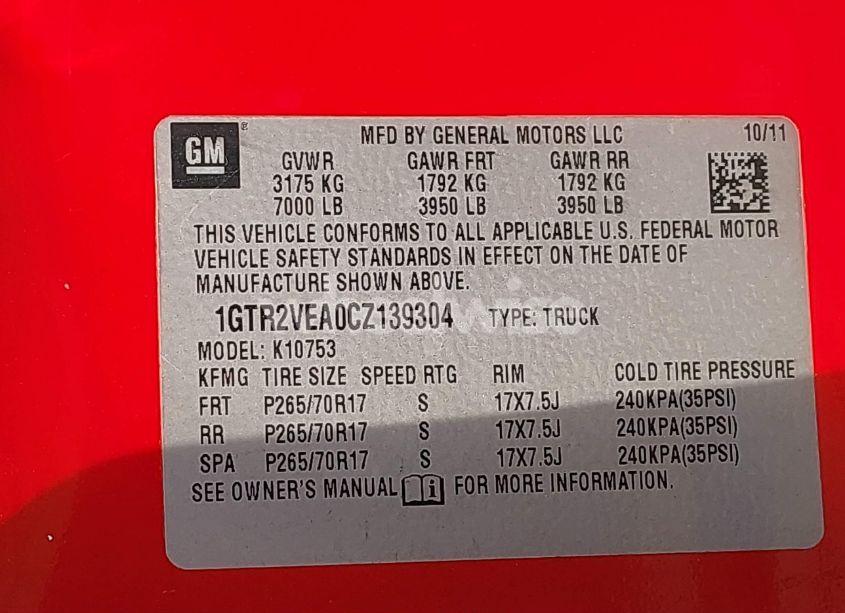 GM® MFD BY GENERAL MOTORS LLC 10/11
GVWR GAWR FRT GAWR RR
3175 KG 1792 KG 1792 KG
7000 LB 3950 LB 3950 LB
THIS VEHICLE CONFORMS TO ALL APPLICABLE U.S. FEDERAL MOTOR
VEHICLE SAFETY STANDARDS IN EFFECT ON THE DATE OF
MANUFACTURE SHOWN ABOVE.
1GTR2VEA0CZ139304 TYPE: TRUCK
MODEL: K10753
KFMG TIRE SIZE SPEED RTG RIM COLD TIRE PRESSURE
FRT P265/70R17 S 17X7.5J 240KPA(35PSI)
RR P265/70R17 S 17X7.5J 240KPA(35PSI)
SPA P265/70R17 S 17X7.5J 240KPA(35PSI)
SEE OWNER'S MANUAL i FOR MORE INFORMATION.